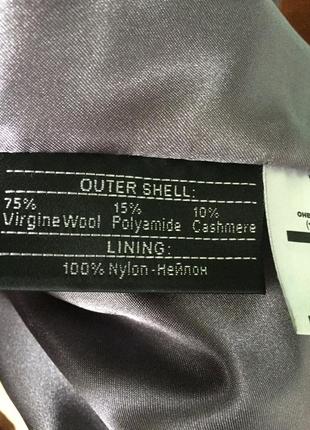 OUTER SHELL:
75% 15% 10%
Virgine Wool Polyamide Cashmere
LINING:
100% Nylon-Нейлон